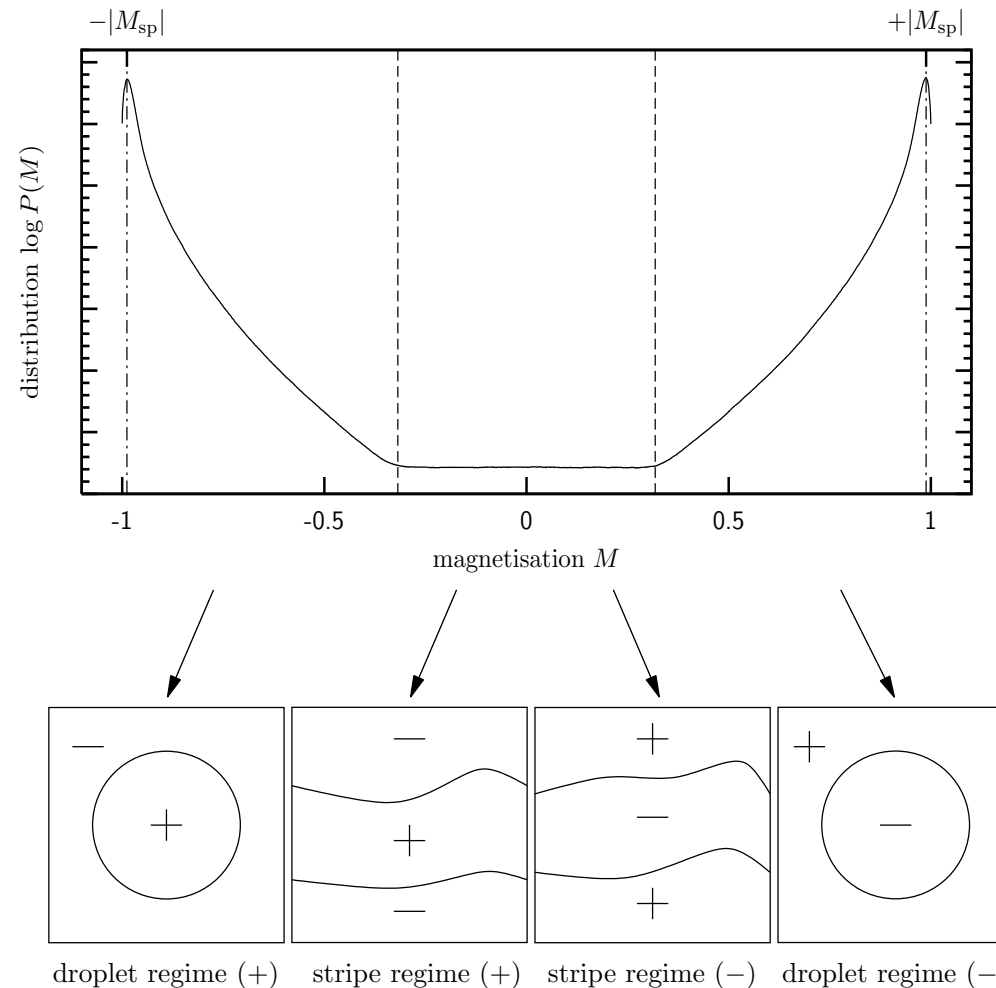 −|M_sp| +|M_sp|
distribution log P(M)
-1 -0.5 0 0.5 1
magnetisation M
− − + +
+ + − −
− +
droplet regime (+) stripe regime (+) stripe regime (−) droplet regime (−